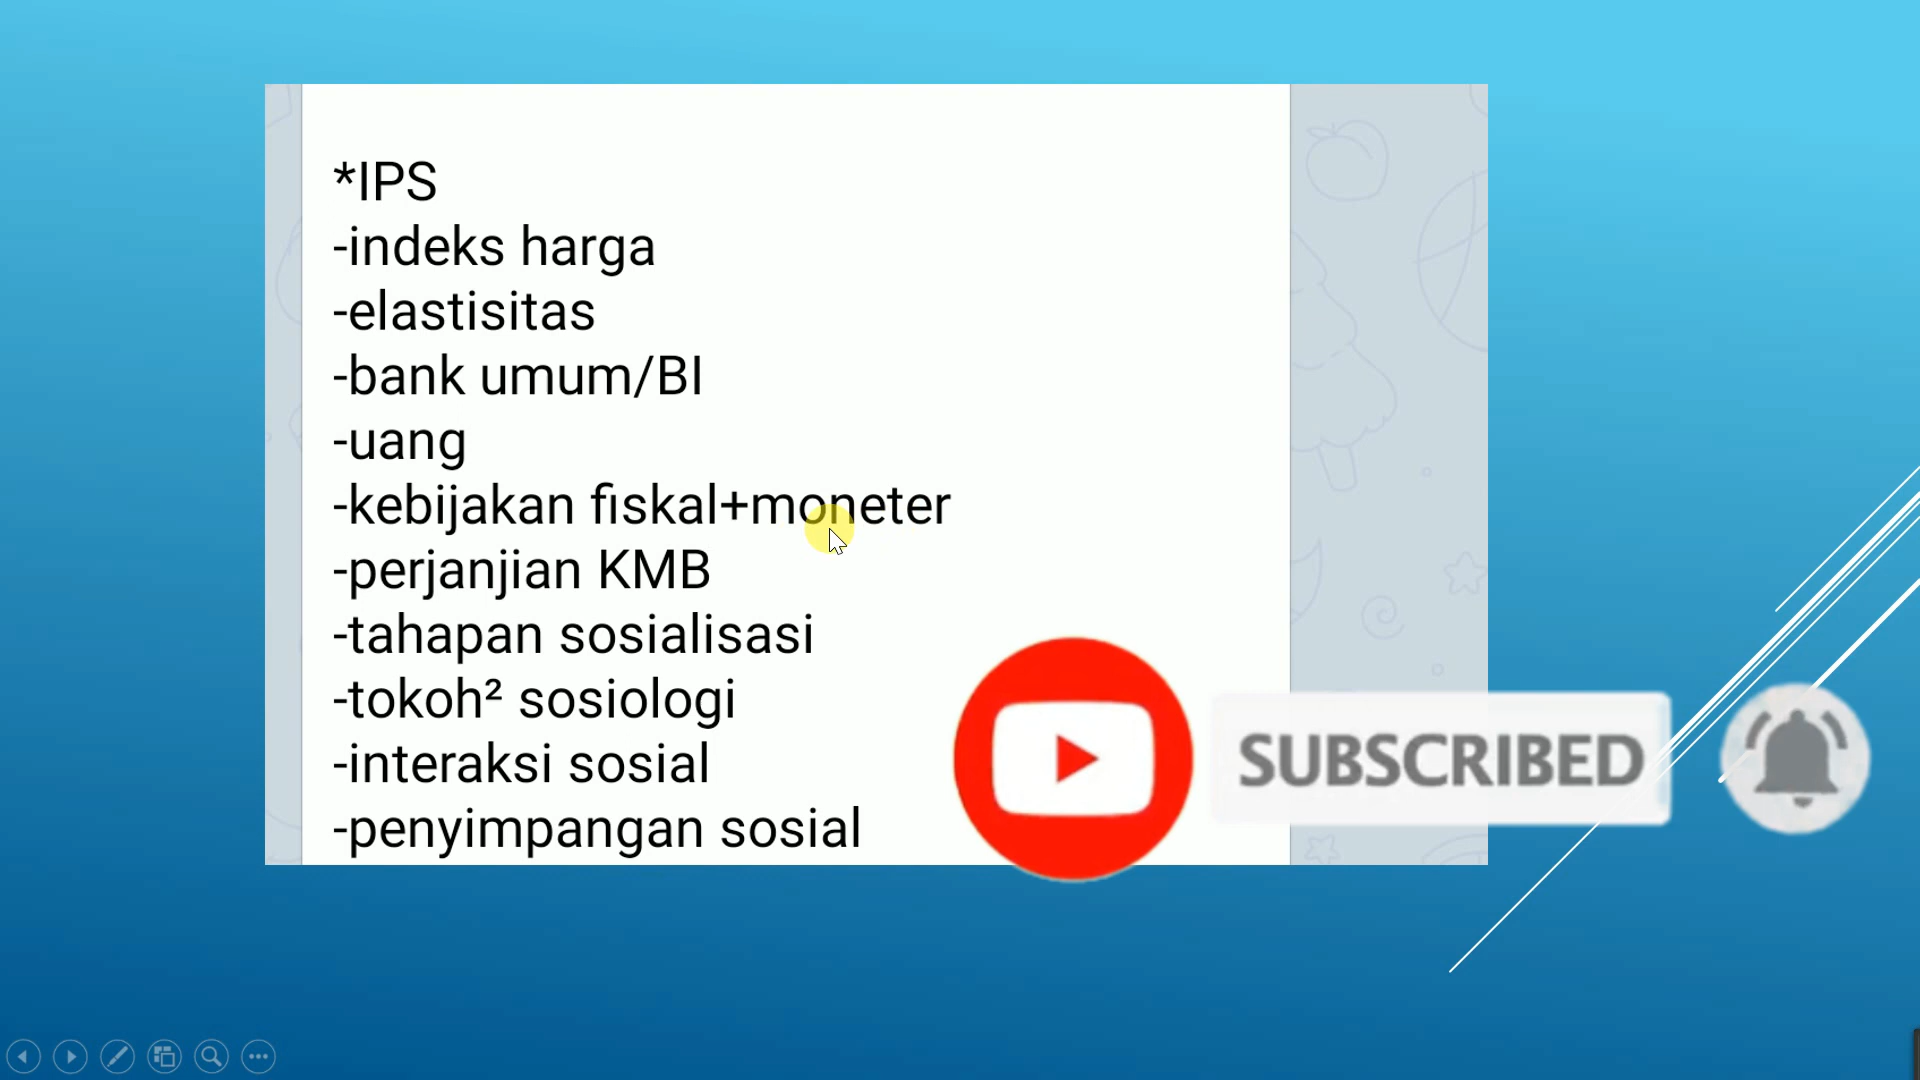 *IPS
-indeks harga
-elastisitas
-bank umum/BI
-uang
-kebijakan fiskal+moneter
-perjanjian KMB
-tahapan sosialisasi
-tokoh² sosiologi
-interaksi sosial
-penyimpangan sosial
SUBSCRIBED